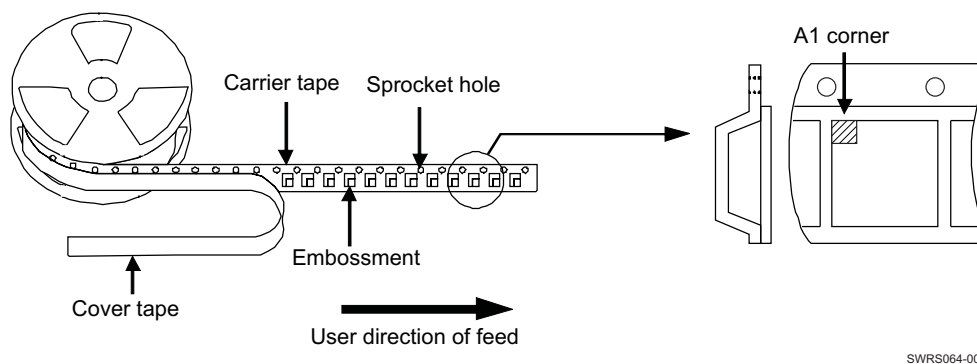 A1 corner
Carrier tape
Sprocket hole
Embossment
Cover tape
User direction of feed